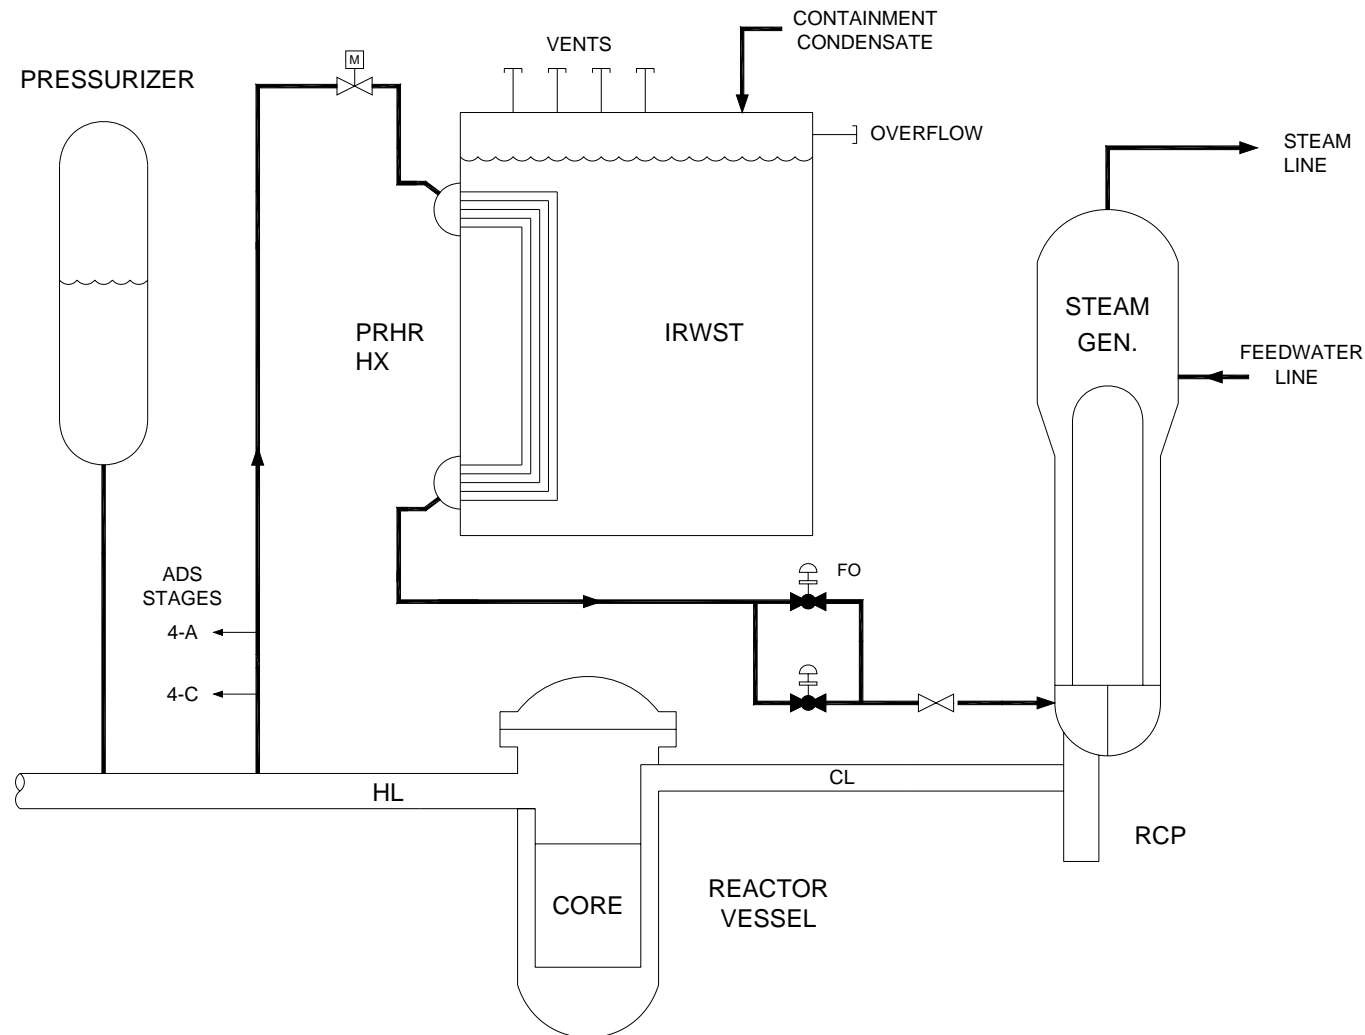 CONTAINMENT
CONDENSATE
VENTS
M
PRESSURIZER
OVERFLOW
STEAM
LINE
STEAM
GEN.
PRHR
HX
IRWST
FEEDWATER
LINE
ADS
STAGES
4-A
4-C
FO
HL
CL
RCP
CORE
REACTOR
VESSEL